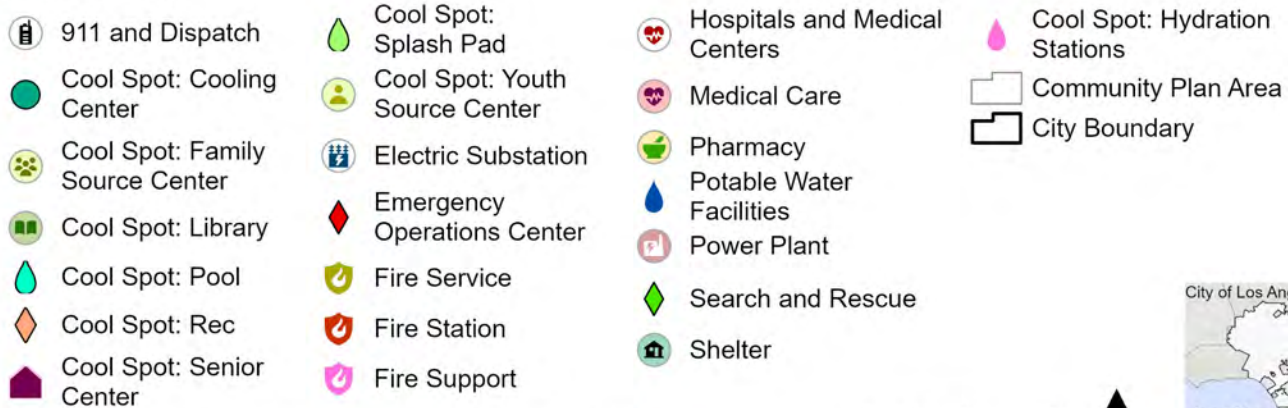 911 and Dispatch
Cool Spot: Cooling
Center
Cool Spot: Family
Source Center
Cool Spot: Library
Cool Spot: Pool
Cool Spot: Rec
Cool Spot: Senior
Center
Cool Spot:
Splash Pad
Cool Spot: Youth
Source Center
Electric Substation
Emergency
Operations Center
Fire Service
Fire Station
Fire Support
Hospitals and Medical
Centers
Medical Care
Pharmacy
Potable Water
Facilities
Power Plant
Search and Rescue
Shelter
Cool Spot: Hydration
Stations
Community Plan Area
City Boundary
City of Los